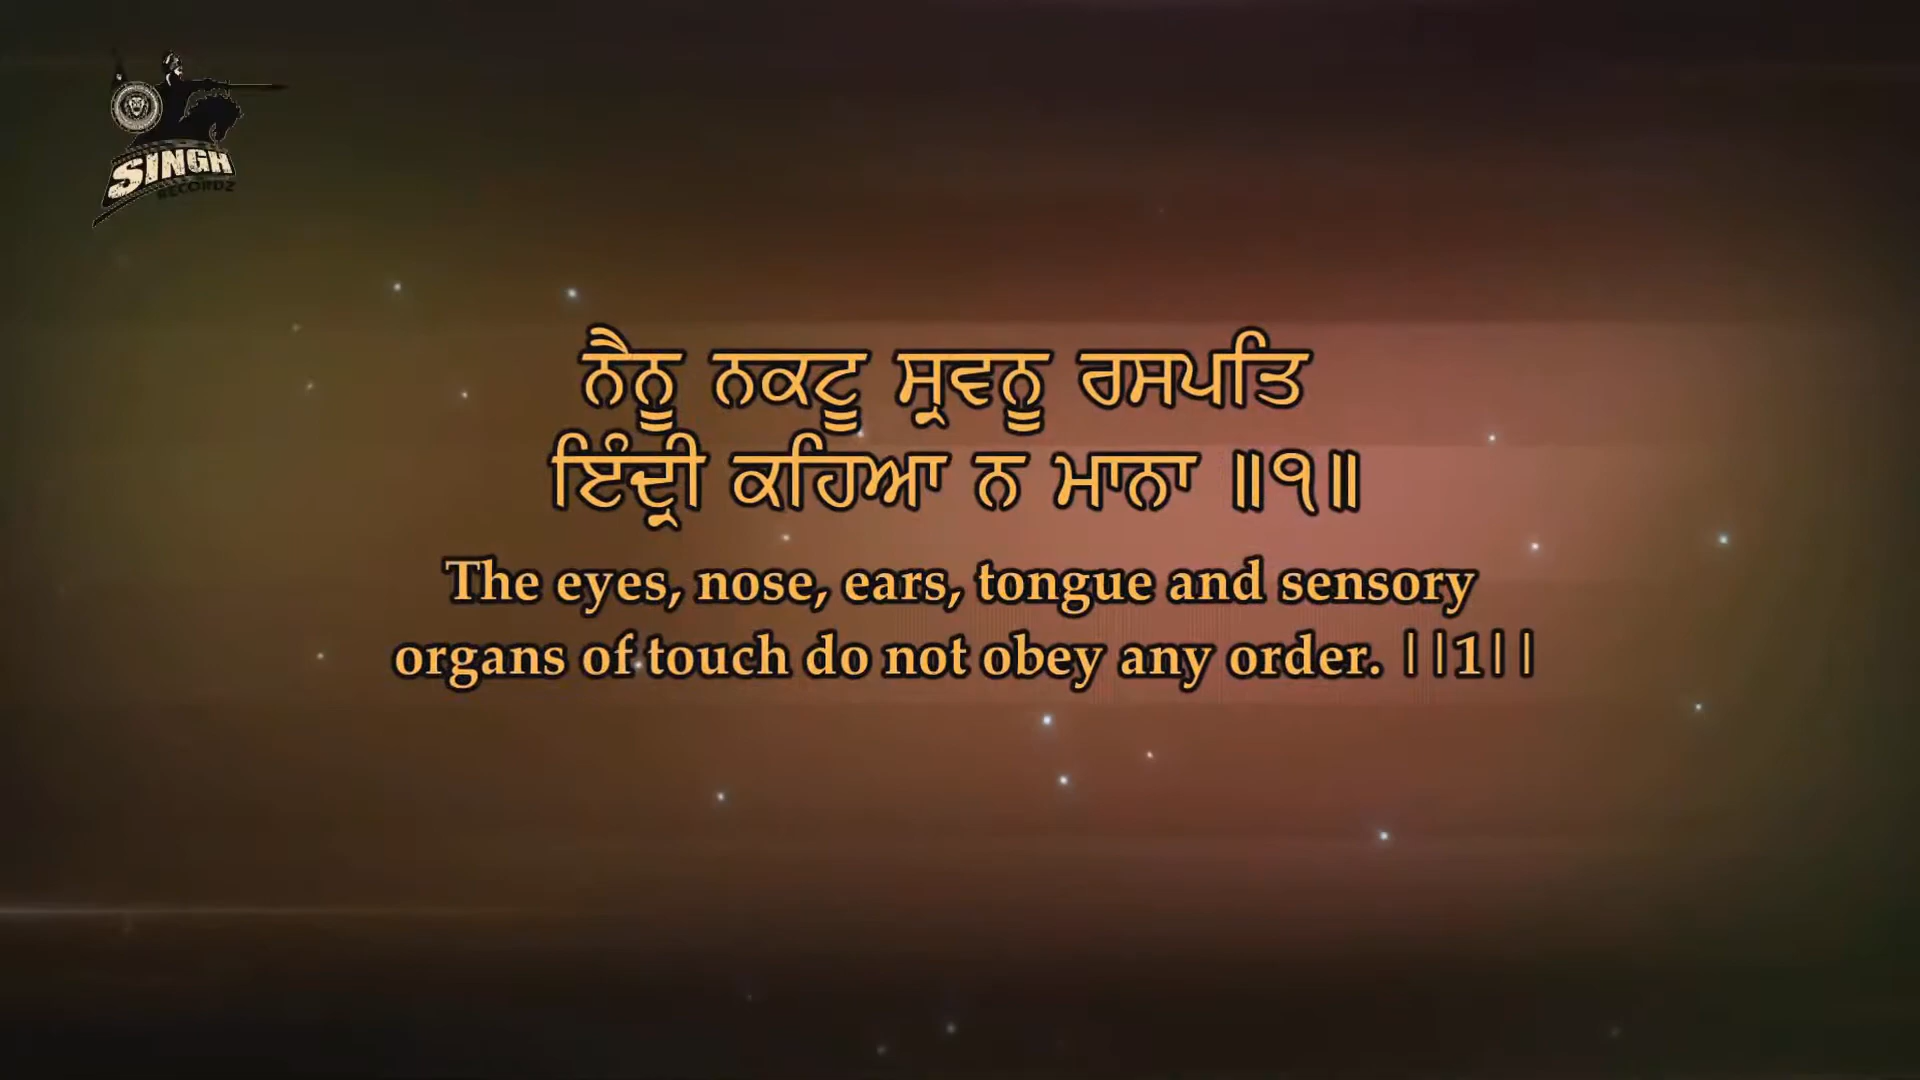 SINGH
RECORDZ
ਨੈਨੂ ਨਕਟੂ ਸ੍ਰਵਨੂ ਰਸਪਤਿ
ਇੰਦ੍ਰੀ ਕਹਿਆ ਨ ਮਾਨਾ ॥੧॥
The eyes, nose, ears, tongue and sensory
organs of touch do not obey any order. ||1||